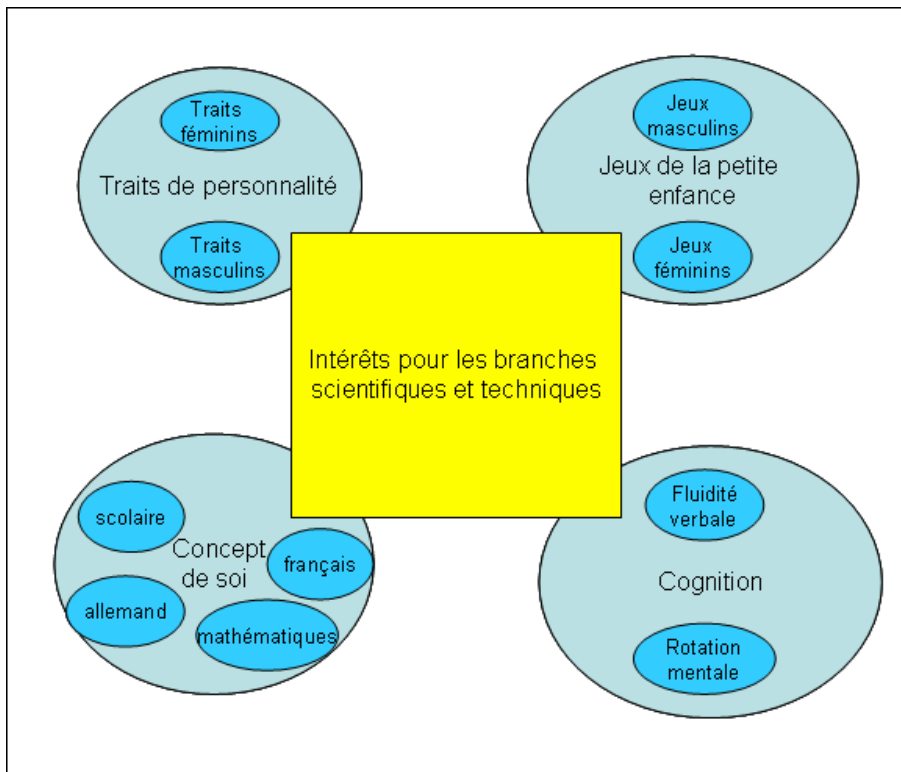 Traits
féminins
Traits de personnalité
Traits
masculins
Jeux
masculins
Jeux de la petite
enfance
Jeux
féminins
Intérêts pour les branches
scientifiques et techniques
scolaire
Concept
de soi
français
allemand
mathématiques
Fluidité
verbale
Cognition
Rotation
mentale